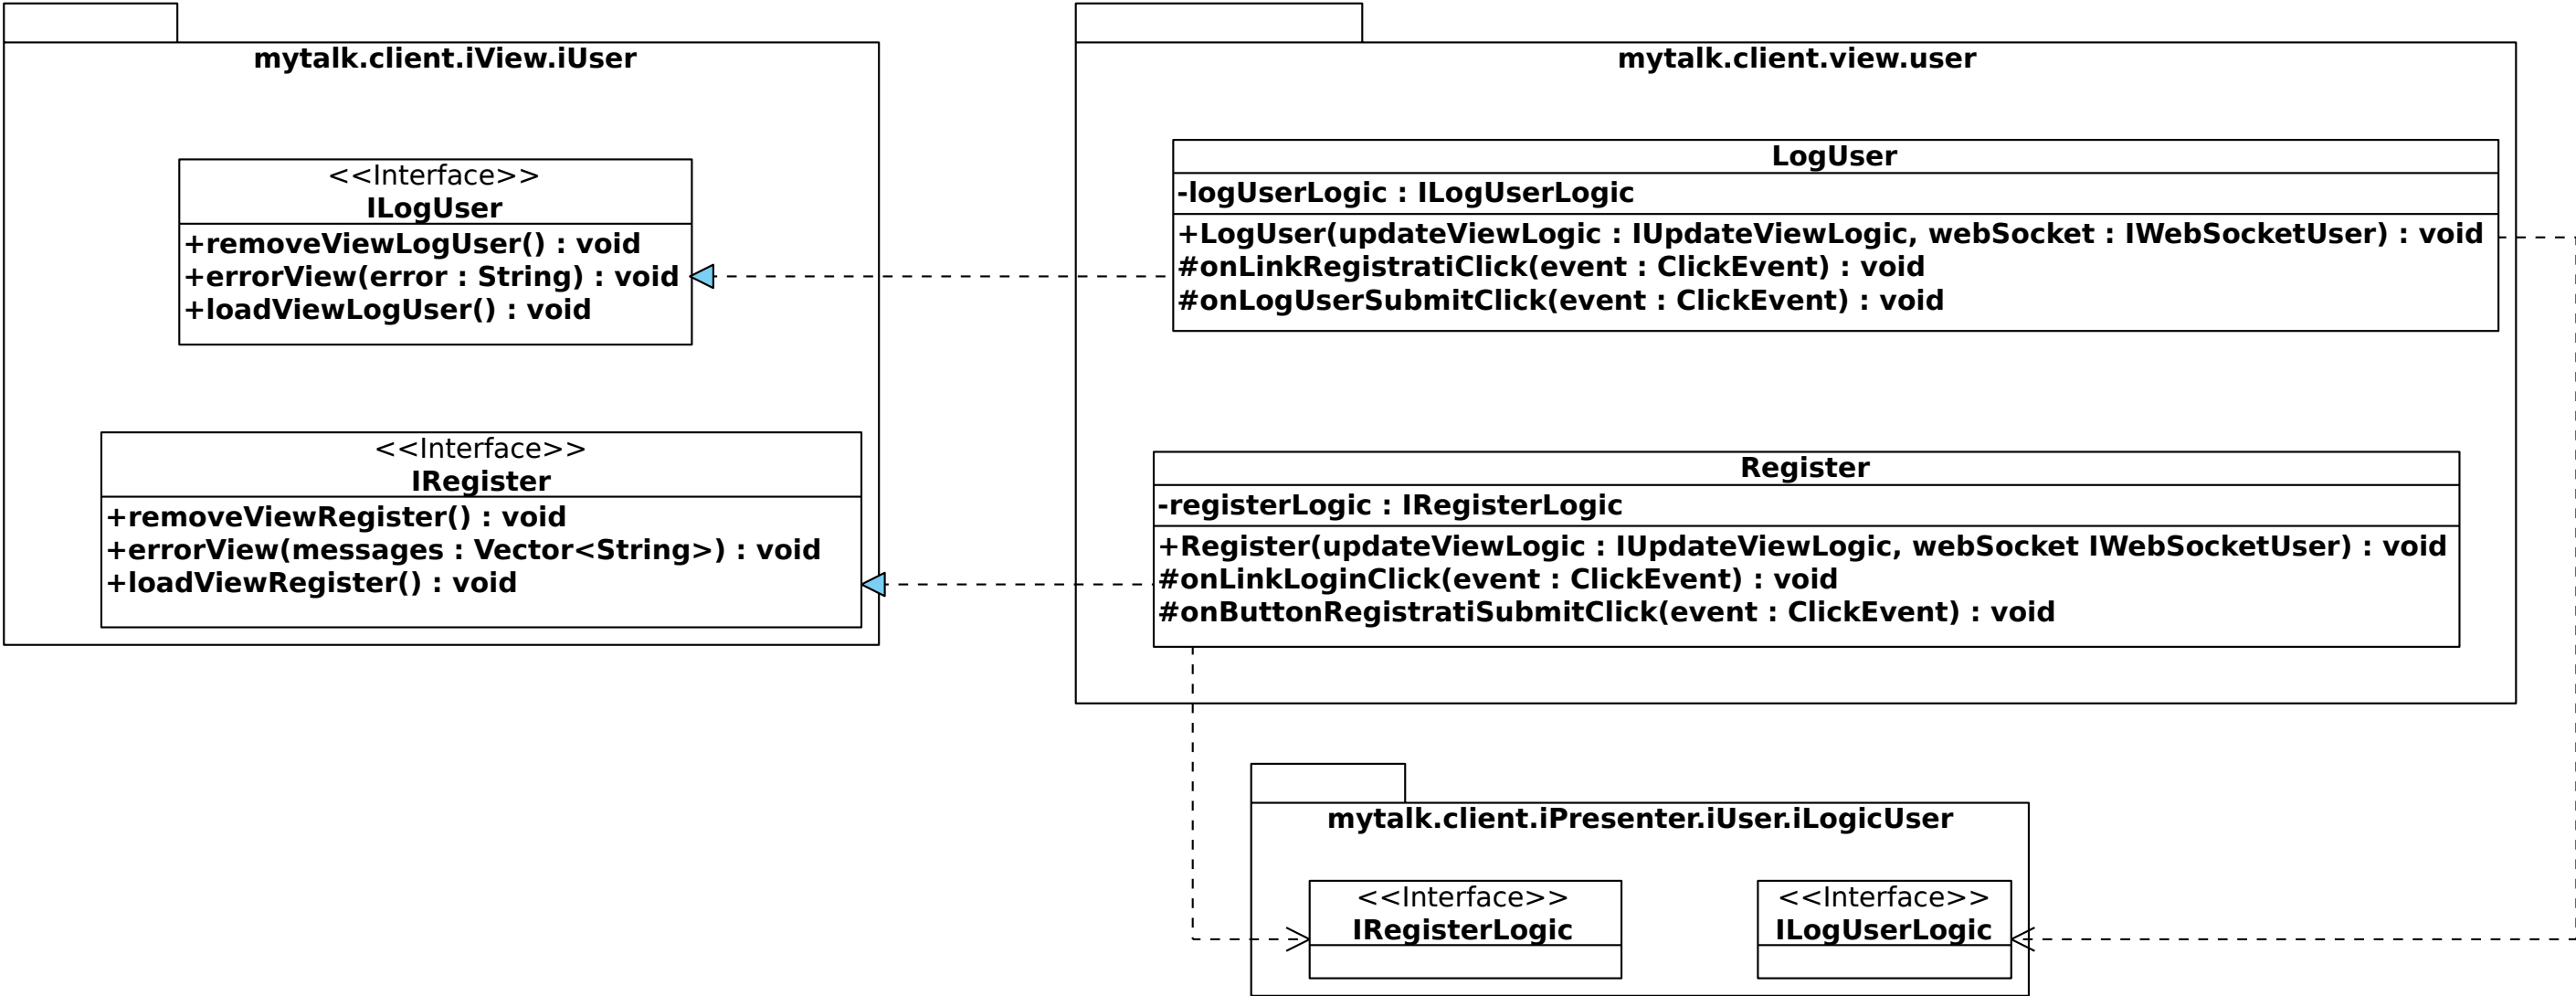 mytalk.client.iView.iUser
<<Interface>>
ILogUser
+removeViewLogUser() : void
+errorView(error : String) : void
+loadViewLogUser() : void
<<Interface>>
IRegister
+removeViewRegister() : void
+errorView(messages : Vector<String>) : void
+loadViewRegister() : void
mytalk.client.view.user
LogUser
-logUserLogic : ILogUserLogic
+LogUser(updateViewLogic : IUpdateViewLogic, webSocket : IWebSocketUser) : void
#onLinkRegistratiClick(event : ClickEvent) : void
#onLogUserSubmitClick(event : ClickEvent) : void
Register
-registerLogic : IRegisterLogic
+Register(updateViewLogic : IUpdateViewLogic, webSocket IWebSocketUser) : void
#onLinkLoginClick(event : ClickEvent) : void
#onButtonRegistratiSubmitClick(event : ClickEvent) : void
mytalk.client.iPresenter.iUser.iLogicUser
<<Interface>>
IRegisterLogic
<<Interface>>
ILogUserLogic